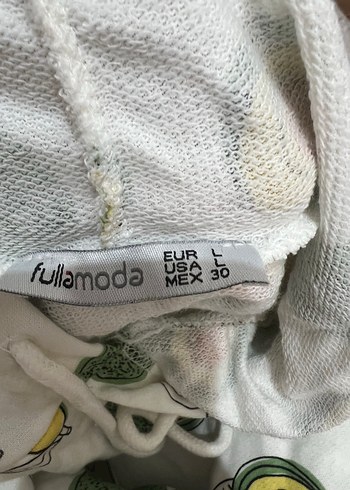 fullamoda
EUR L
USA L
MEX 30